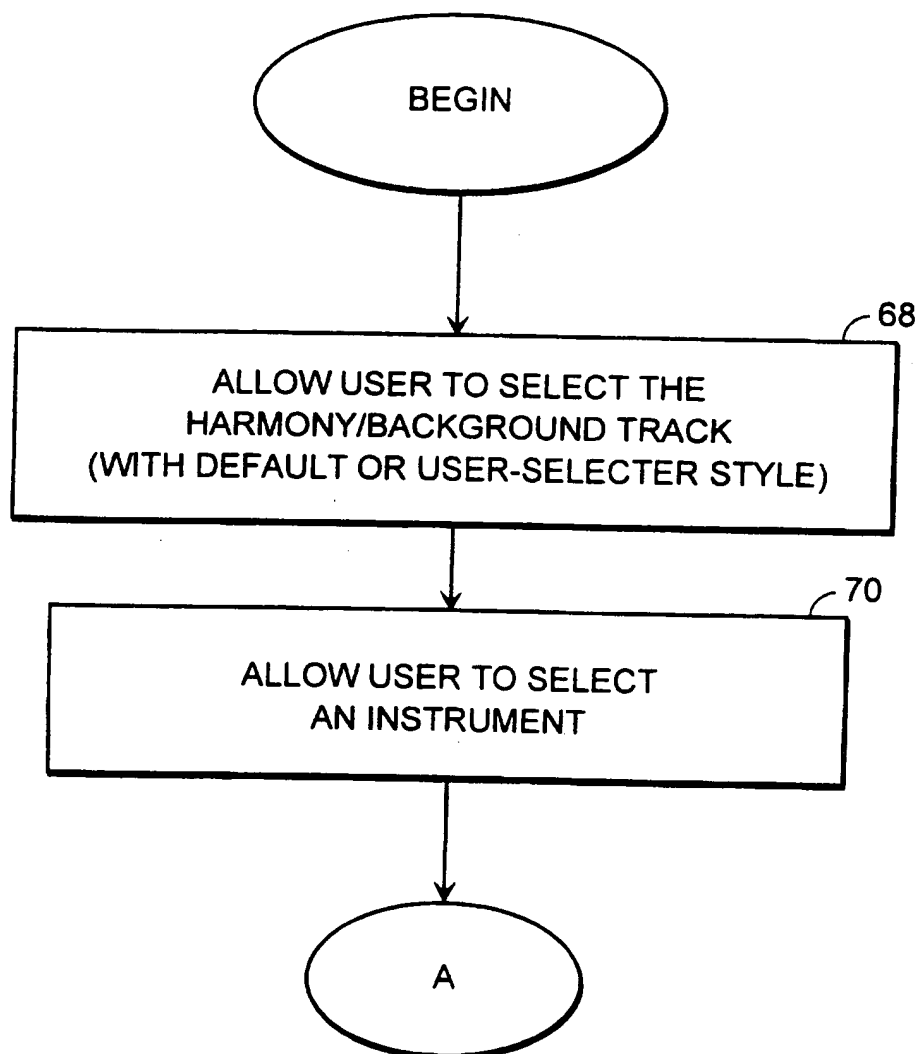 BEGIN
68
ALLOW USER TO SELECT THE
HARMONY/BACKGROUND TRACK
(WITH DEFAULT OR USER-SELECTER STYLE)
70
ALLOW USER TO SELECT
AN INSTRUMENT
A